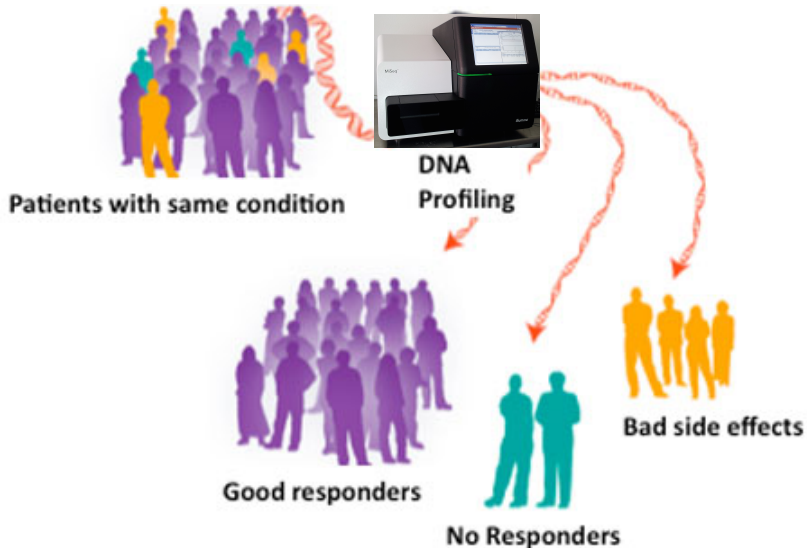 Patients with same condition
DNA
Profiling
Good responders
No Responders
Bad side effects